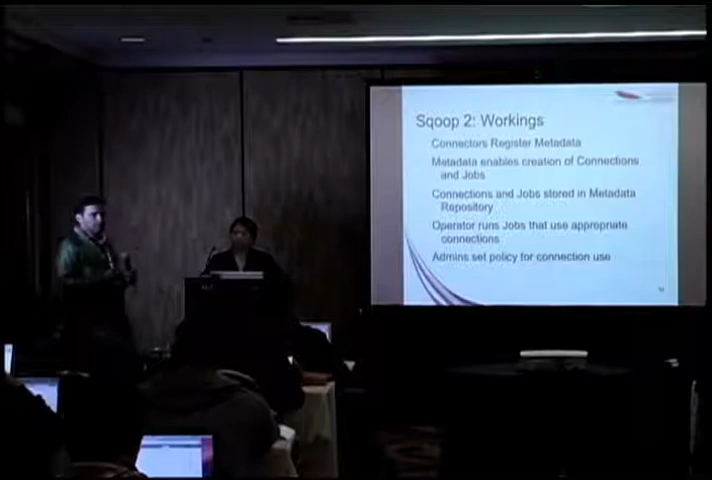 Sqoop 2: Workings
Connectors Register Metadata
Metadata enables creation of Connections
and Jobs
Connections and Jobs stored in Metadata
Repository
Operator runs Jobs that use appropriate
connections
Admins set policy for connection use